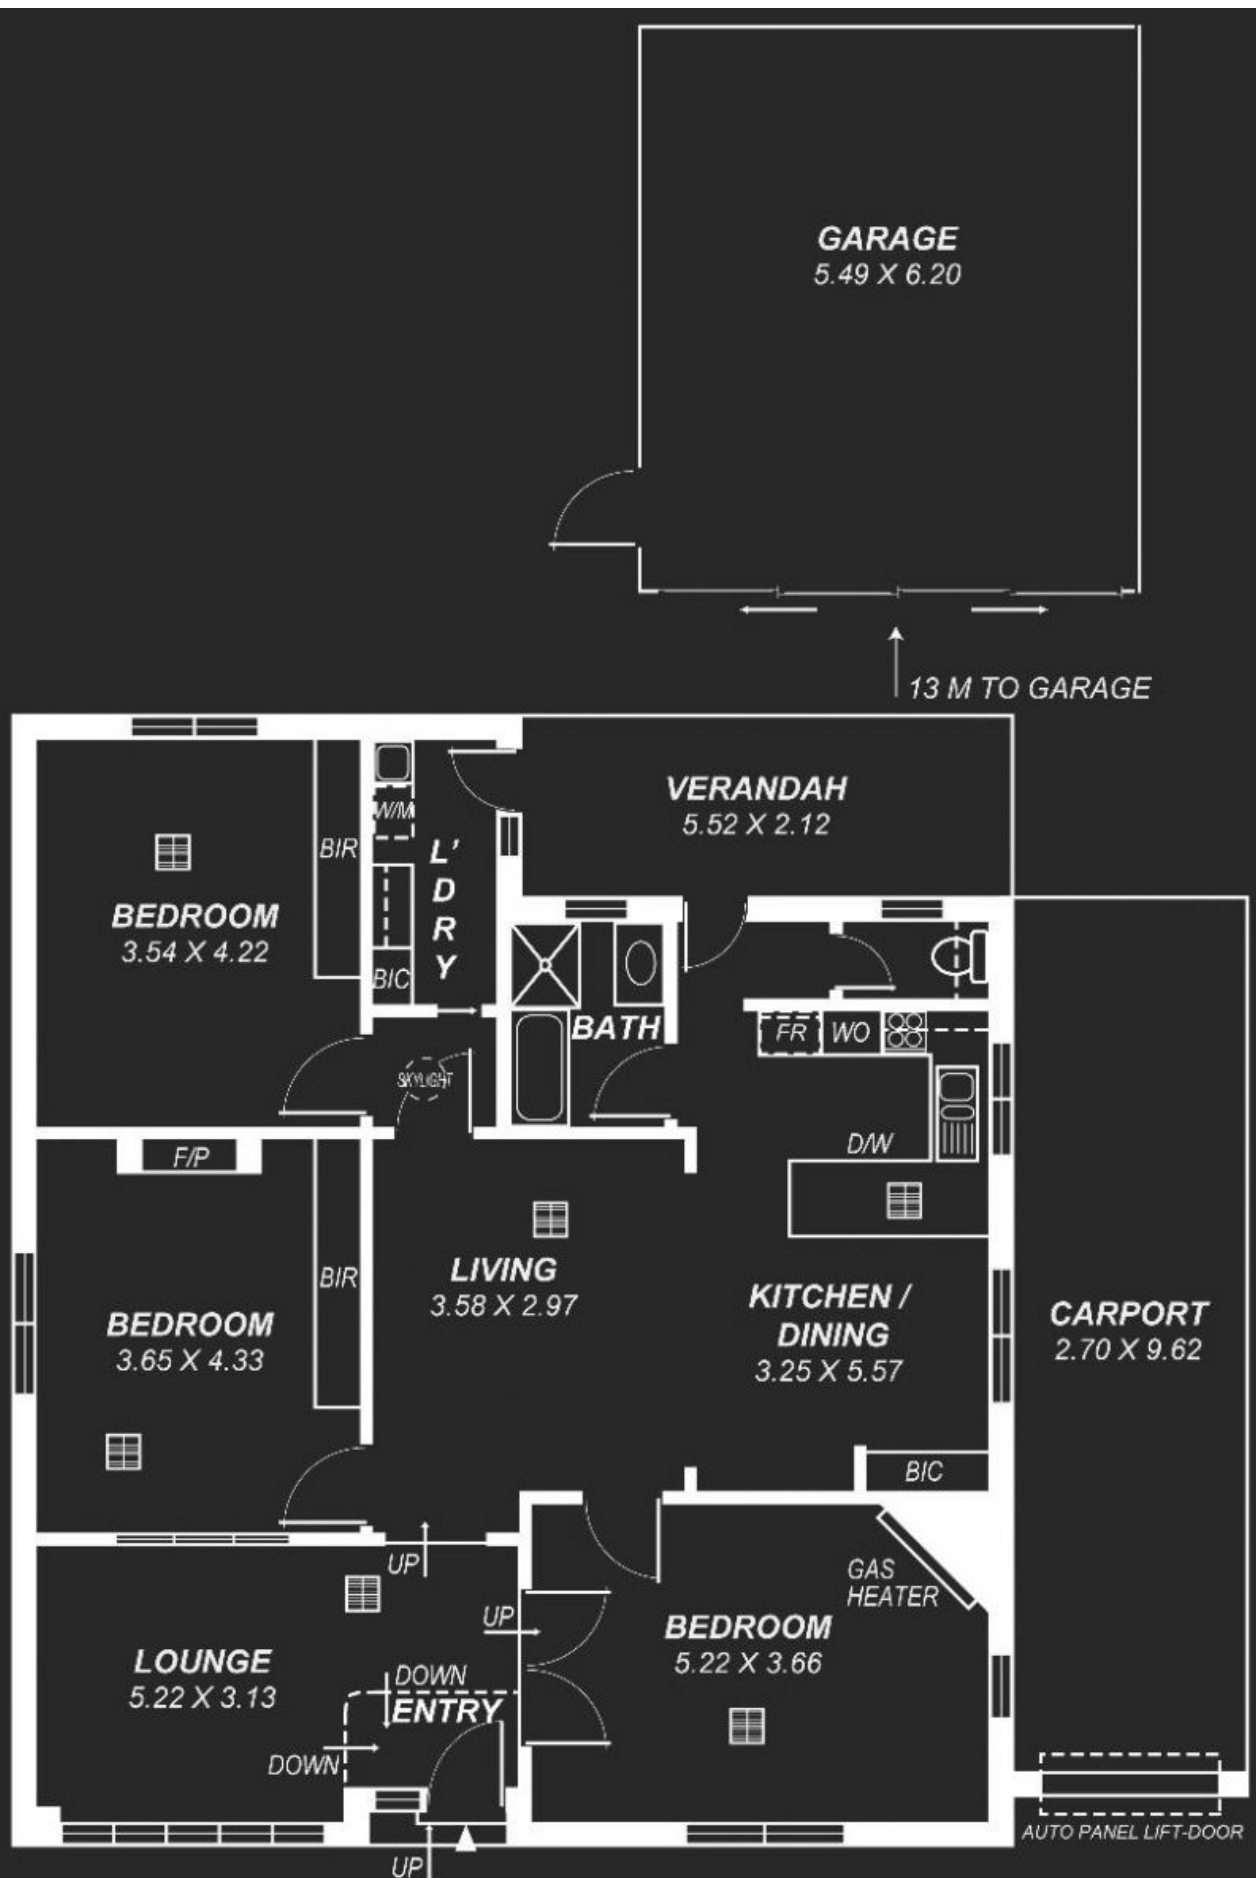 GARAGE
5.49 X 6.20
13 M TO GARAGE
VERANDAH
5.52 X 2.12
W/M
L'
D
R
Y
BIR
BEDROOM
3.54 X 4.22
BIC
BATH
FR
WO
SKYLIGHT
D/W
F/P
BIR
LIVING
3.58 X 2.97
KITCHEN /
DINING
3.25 X 5.57
CARPORT
2.70 X 9.62
BEDROOM
3.65 X 4.33
BIC
UP
GAS
HEATER
UP
BEDROOM
5.22 X 3.66
LOUNGE
5.22 X 3.13
DOWN
ENTRY
DOWN
AUTO PANEL LIFT-DOOR
UP